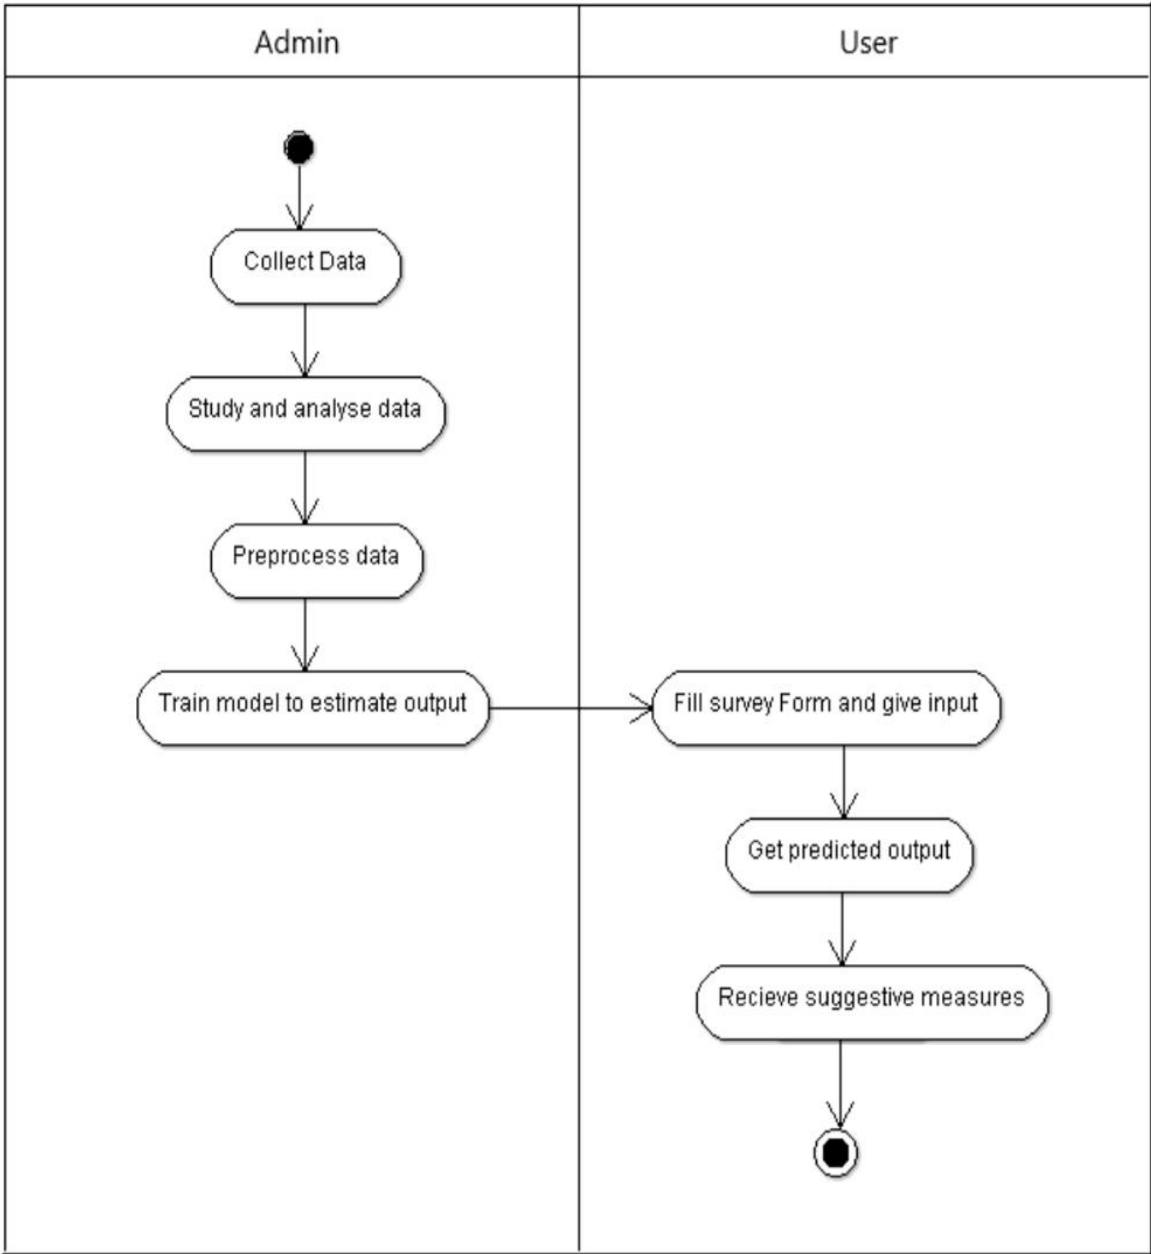 Admin
User
Collect Data
Study and analyse data
Preprocess data
Train model to estimate output
Fill survey Form and give input
Get predicted output
Recieve suggestive measures